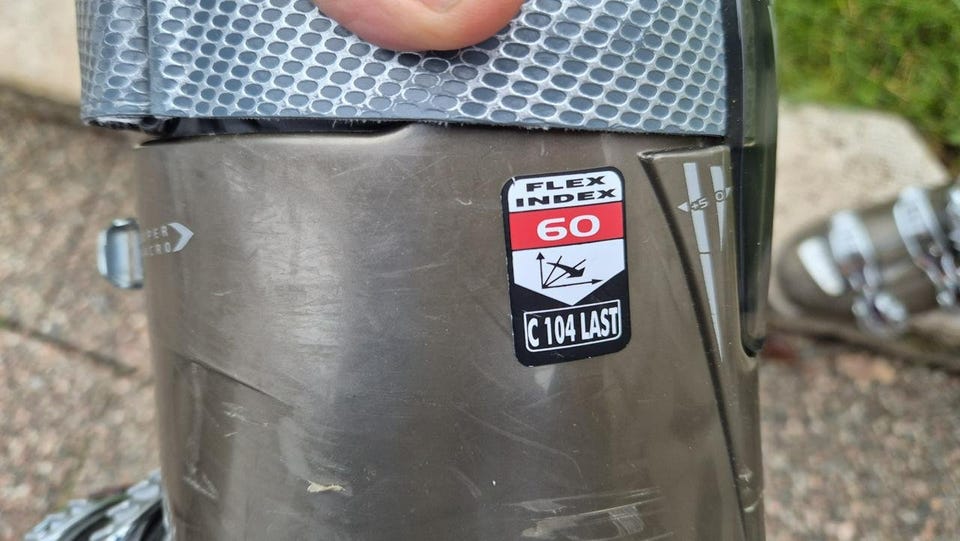 FLEX
INDEX
60
C 104 LAST
+5 0